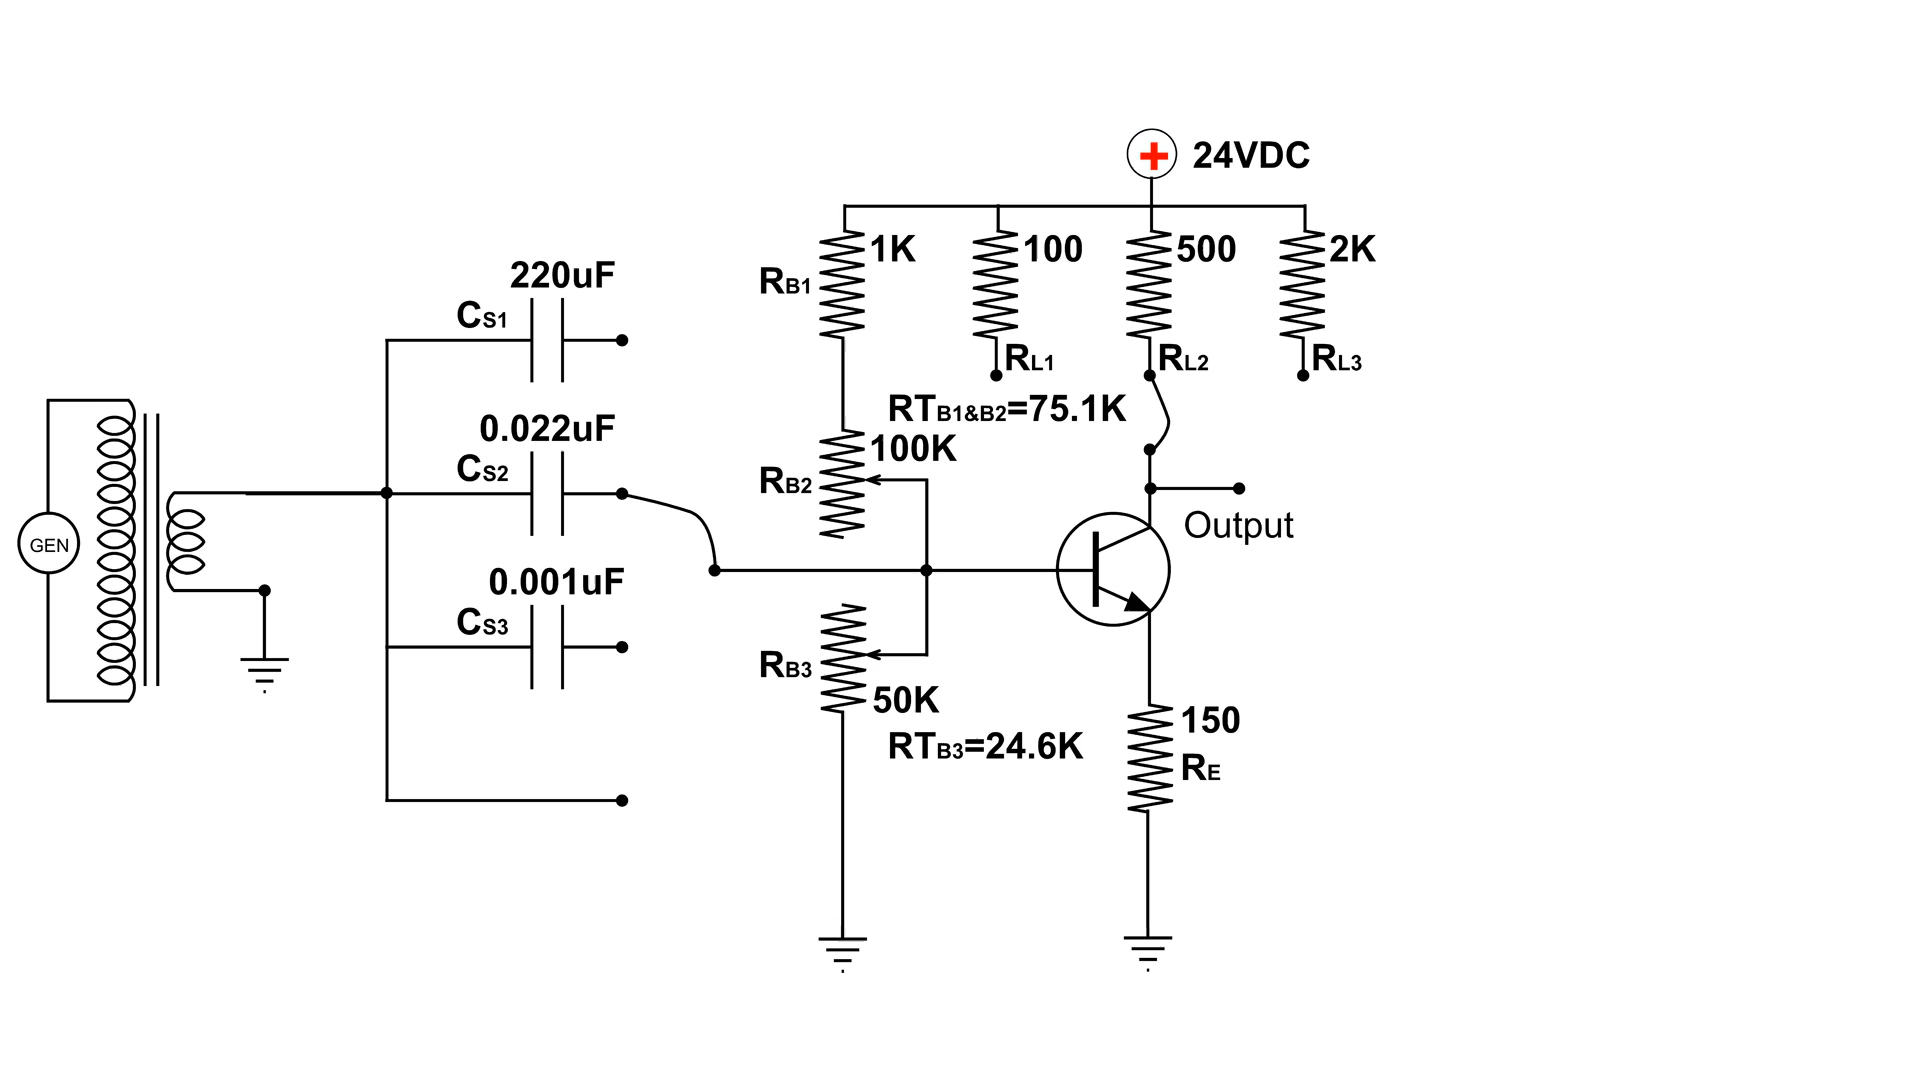 24VDC
1K
100
500
2K
220uF
RB1
CS1
RL1
RL2
RL3
RTB1&B2=75.1K
0.022uF
100K
CS2
RB2
Output
GEN
0.001uF
CS3
RB3
50K
150
RTB3=24.6K
RE